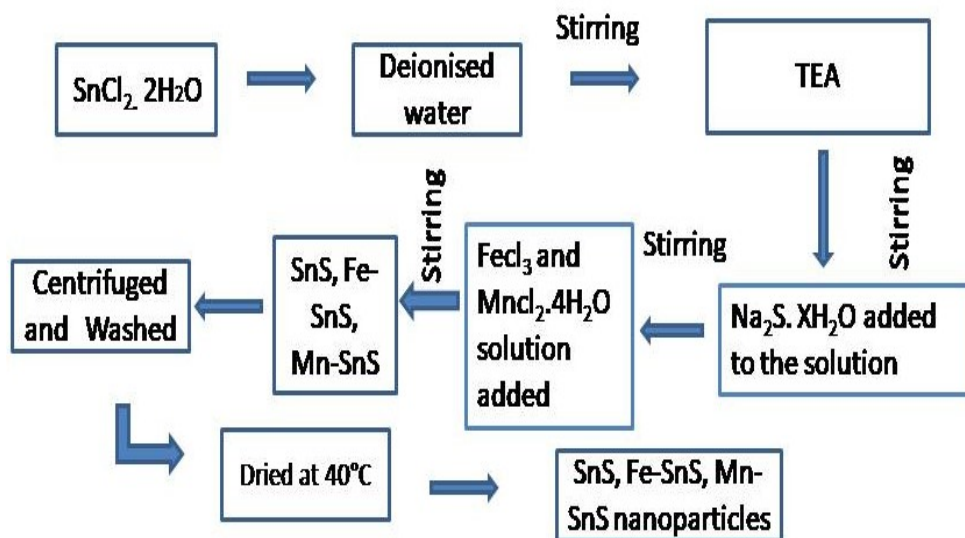 SnCl₂. 2H₂O
Deionised
water
Stirring
TEA
Stirring
Na₂S. XH₂O added
to the solution
Stirring
Fecl₃ and
Mncl₂.4H₂O
solution
added
Stirring
SnS, Fe-
SnS,
Mn-SnS
Centrifuged
and Washed
Dried at 40°C
SnS, Fe-SnS, Mn-
SnS nanoparticles